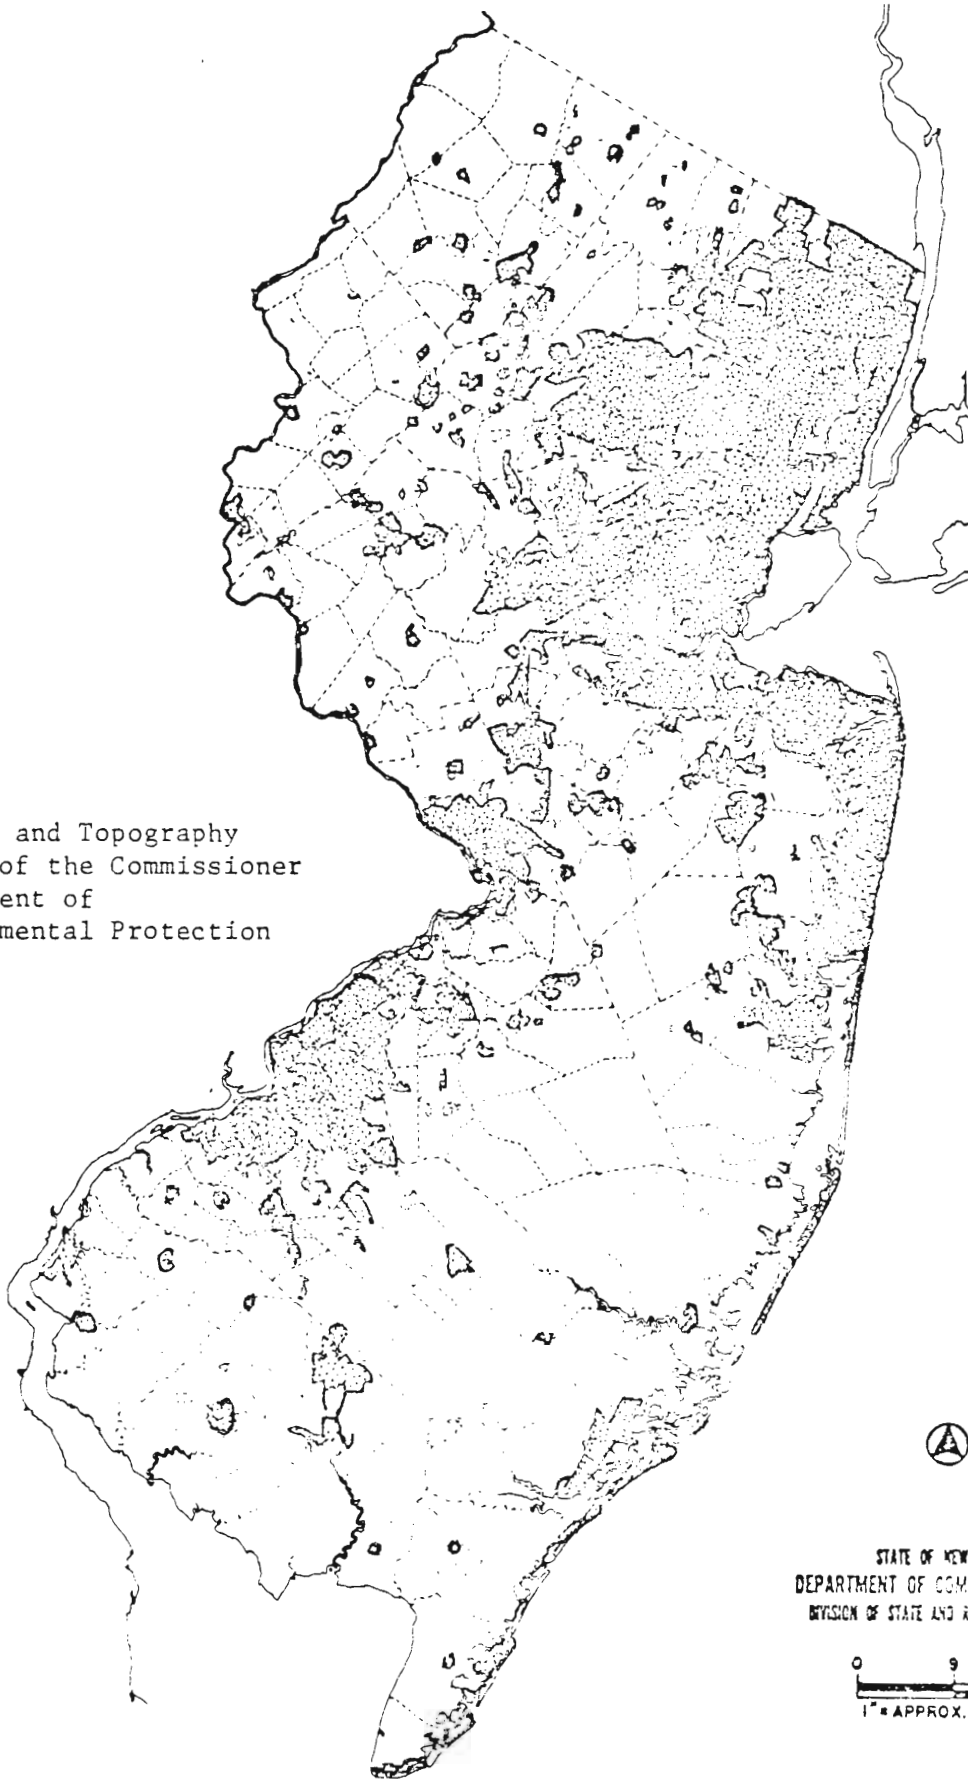 and Topography
of the Commissioner
ent of
mental Protection
STATE OF NEW
DEPARTMENT OF COM
DIVISION OF STATE AND R
0 9
1" = APPROX.